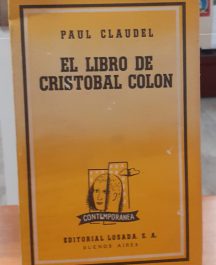 PAUL CLAUDEL
EL LIBRO DE
CRISTOBAL COLON
CONTEMPORANEA
EDITORIAL LOSADA, S. A.
BUENOS AIRES